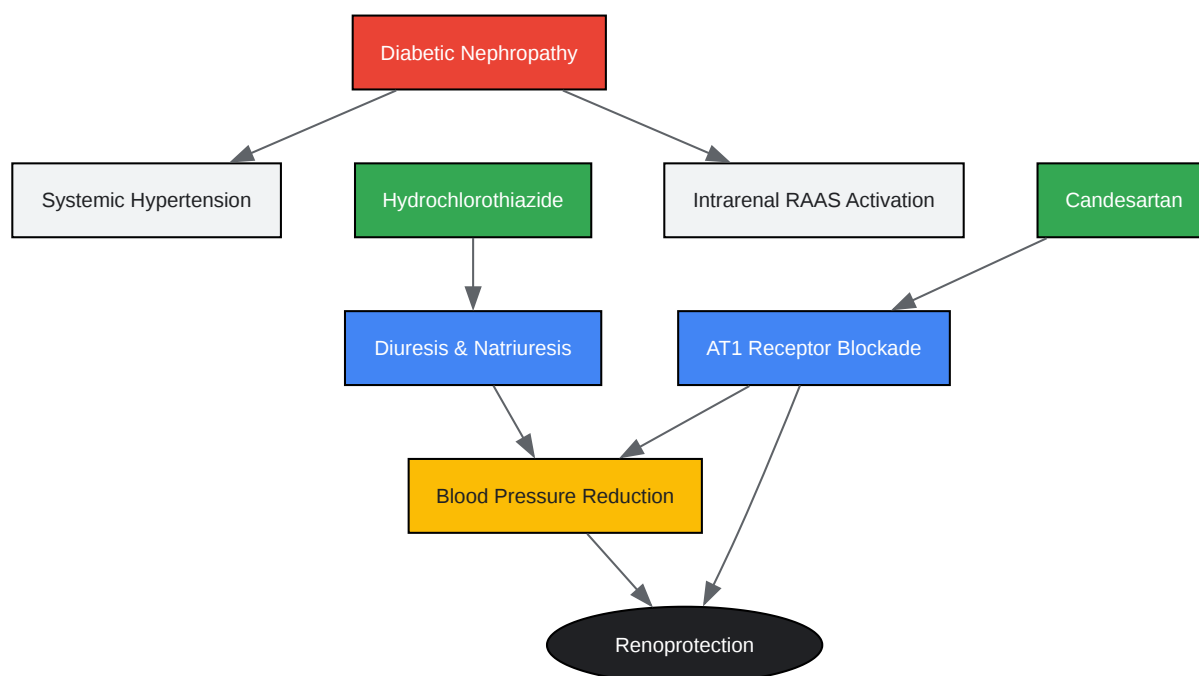 Diabetic Nephropathy
Systemic Hypertension
Hydrochlorothiazide
Intrarenal RAAS Activation
Candesartan
Diuresis & Natriuresis
AT1 Receptor Blockade
Blood Pressure Reduction
Renoprotection